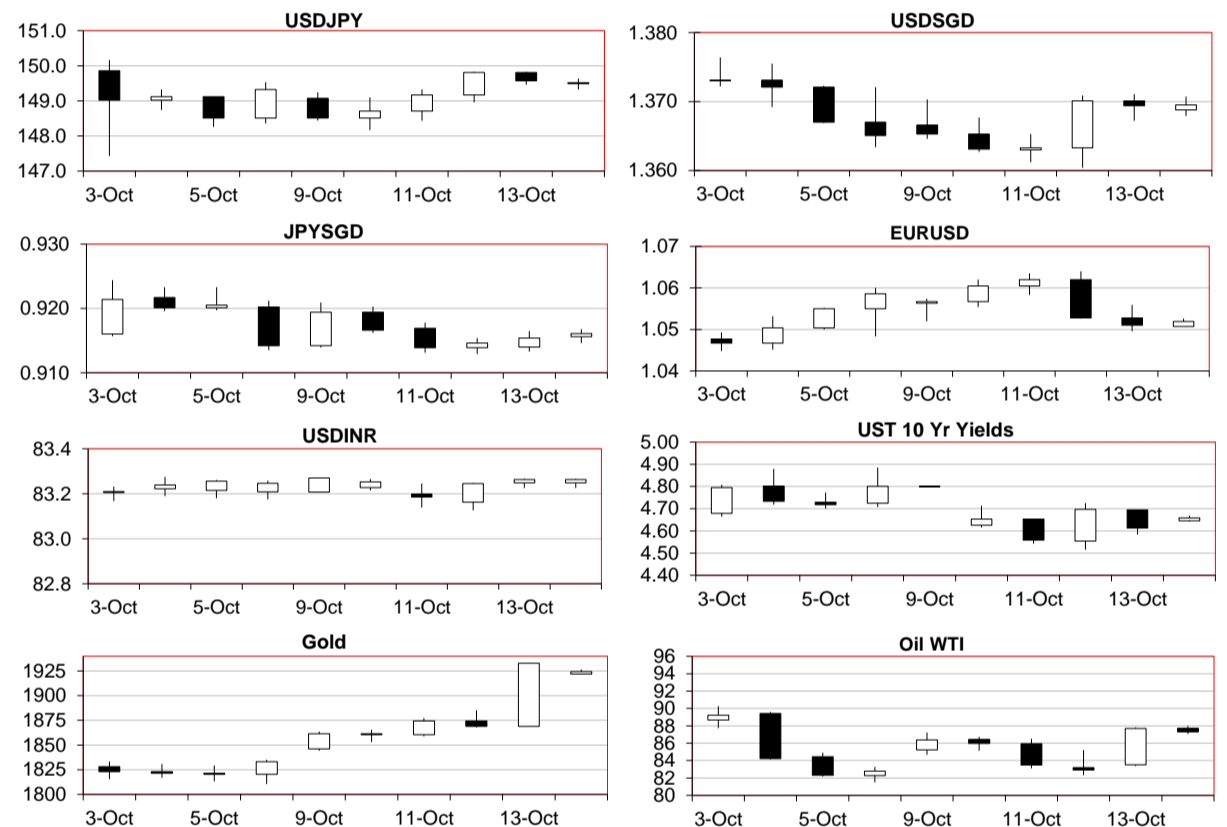 USDJPY
151.0
150.0
149.0
148.0
147.0
3-Oct 5-Oct 9-Oct 11-Oct 13-Oct
USDSGD
1.380
1.370
1.360
3-Oct 5-Oct 9-Oct 11-Oct 13-Oct
JPYSGD
0.930
0.920
0.910
3-Oct 5-Oct 9-Oct 11-Oct 13-Oct
EURUSD
1.07
1.06
1.05
1.04
3-Oct 5-Oct 9-Oct 11-Oct 13-Oct
USDINR
83.4
83.2
83.0
82.8
3-Oct 5-Oct 9-Oct 11-Oct 13-Oct
UST 10 Yr Yields
5.00
4.90
4.80
4.70
4.60
4.50
4.40
3-Oct 5-Oct 9-Oct 11-Oct 13-Oct
Gold
1925
1900
1875
1850
1825
1800
3-Oct 5-Oct 9-Oct 11-Oct 13-Oct
Oil WTI
96
94
92
90
88
86
84
82
80
3-Oct 5-Oct 9-Oct 11-Oct 13-Oct